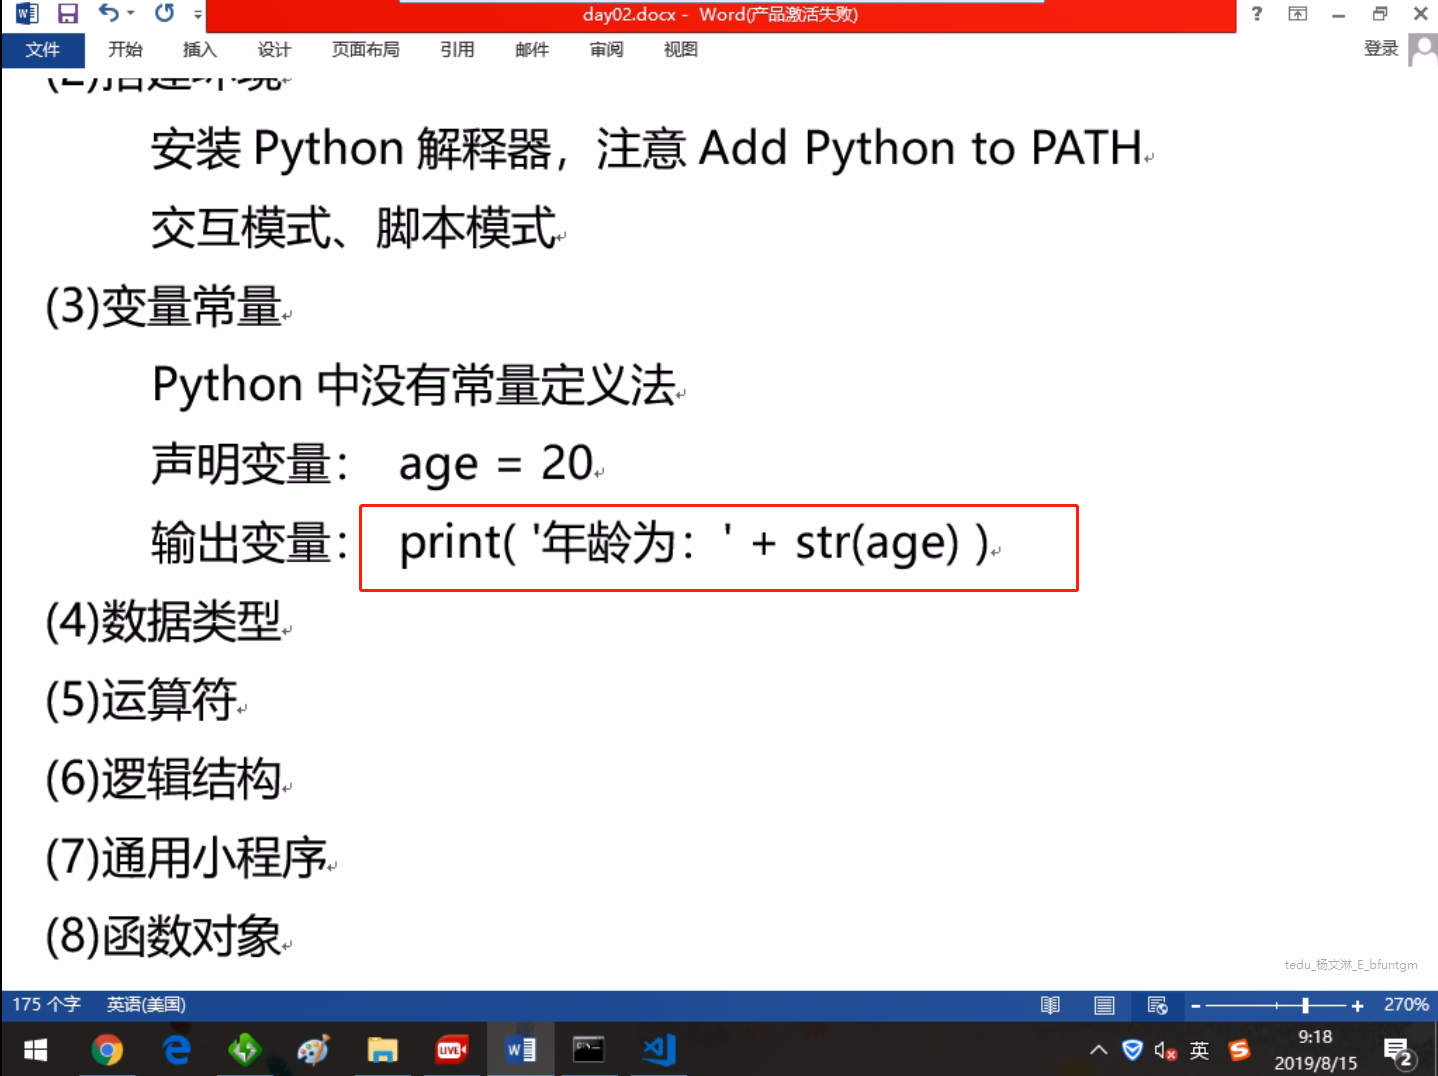 day02.docx - Word(产品激活失败)
文件 开始 插入 设计 页面布局 引用 邮件 审阅 视图 登录
(2)搭建环境
安装 Python 解释器，注意 Add Python to PATH
交互模式、脚本模式
(3)变量常量
Python 中没有常量定义法
声明变量： age = 20
输出变量： print( '年龄为：' + str(age) )
(4)数据类型
(5)运算符
(6)逻辑结构
(7)通用小程序
(8)函数对象
tedu_杨文淋_E_bfuntgm
175 个字 英语(美国) 270%
LIVE 英 9:18
2019/8/15 2